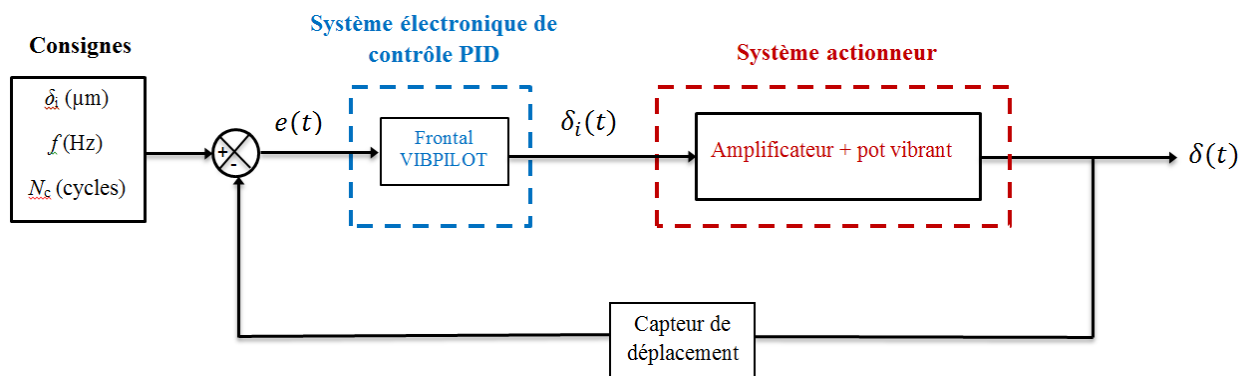 Consignes
δi (µm)
f (Hz)
Nc (cycles)
+
-
e(t)
Système électronique de
contrôle PID
Frontal
VIBPILOT
δi(t)
Système actionneur
Amplificateur + pot vibrant
δ(t)
Capteur de
déplacement